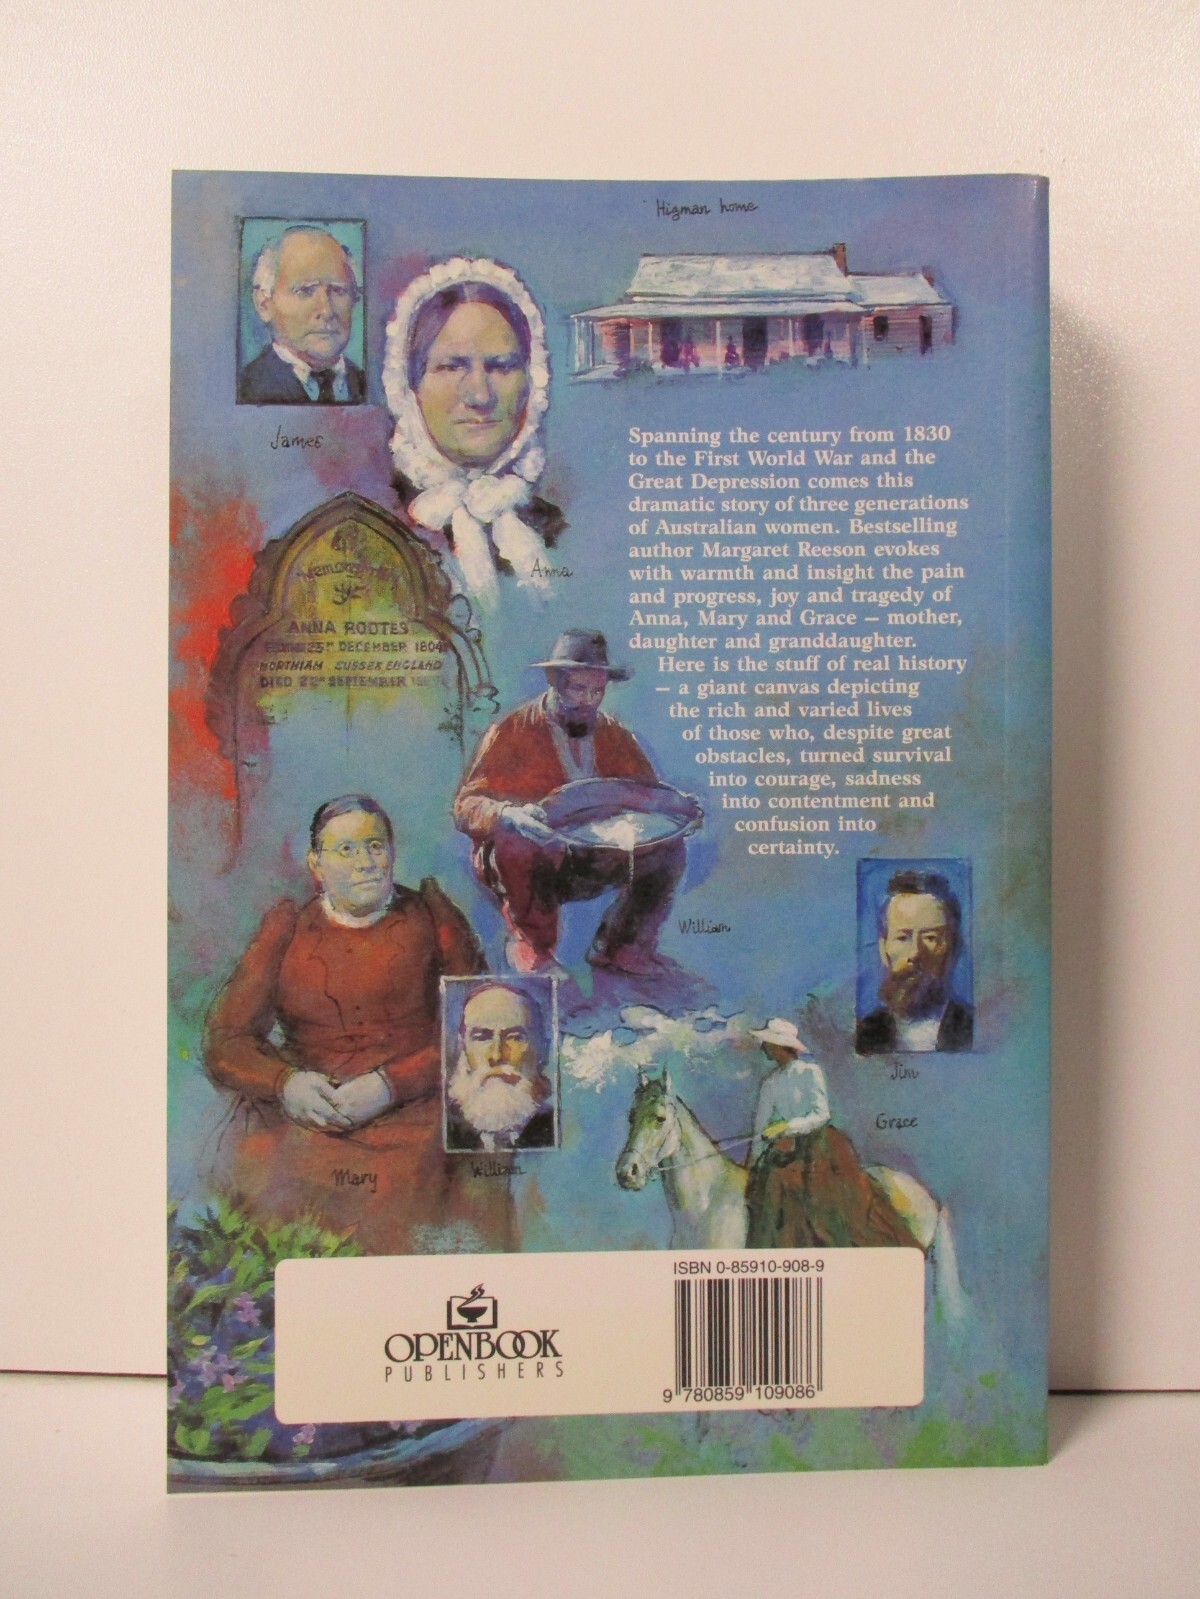 Higman home
James
Anna
Spanning the century from 1830
to the First World War and the
Great Depression comes this
dramatic story of three generations
of Australian women. Bestselling
author Margaret Reeson evokes
with warmth and insight the pain
and progress, joy and tragedy of
Anna, Mary and Grace – mother,
daughter and granddaughter.
Here is the stuff of real history
– a giant canvas depicting
the rich and varied lives
of those who, despite great
obstacles, turned survival
into courage, sadness
into contentment and
confusion into
certainty.
ANNA ROOTES
25TH DECEMBER 1804
NORTHIAM SUSSEX ENGLAND
DIED 22ND SEPTEMBER
William
Jim
Grace
Mary
William
OPENBOOK
PUBLISHERS
ISBN 0-85910-908-9
9 780859 109086